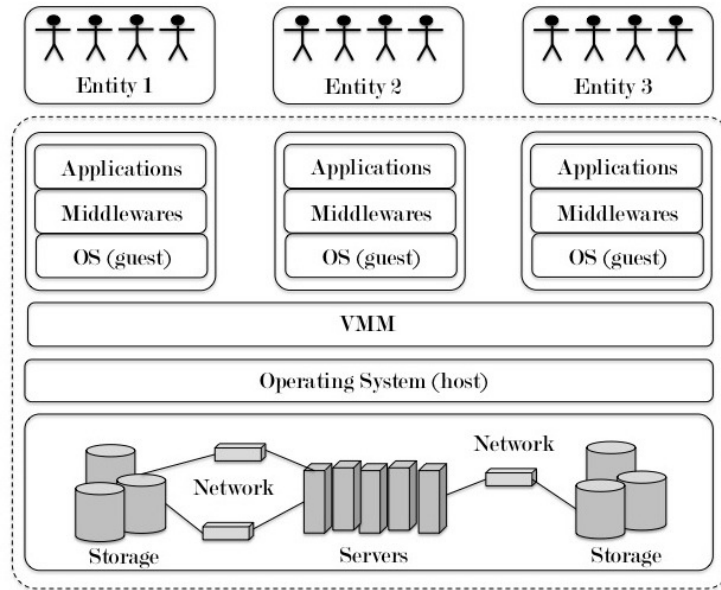 Entity 1
Entity 2
Entity 3
Applications
Middlewares
OS (guest)
Applications
Middlewares
OS (guest)
Applications
Middlewares
OS (guest)
VMM
Operating System (host)
Network
Network
Storage
Servers
Storage